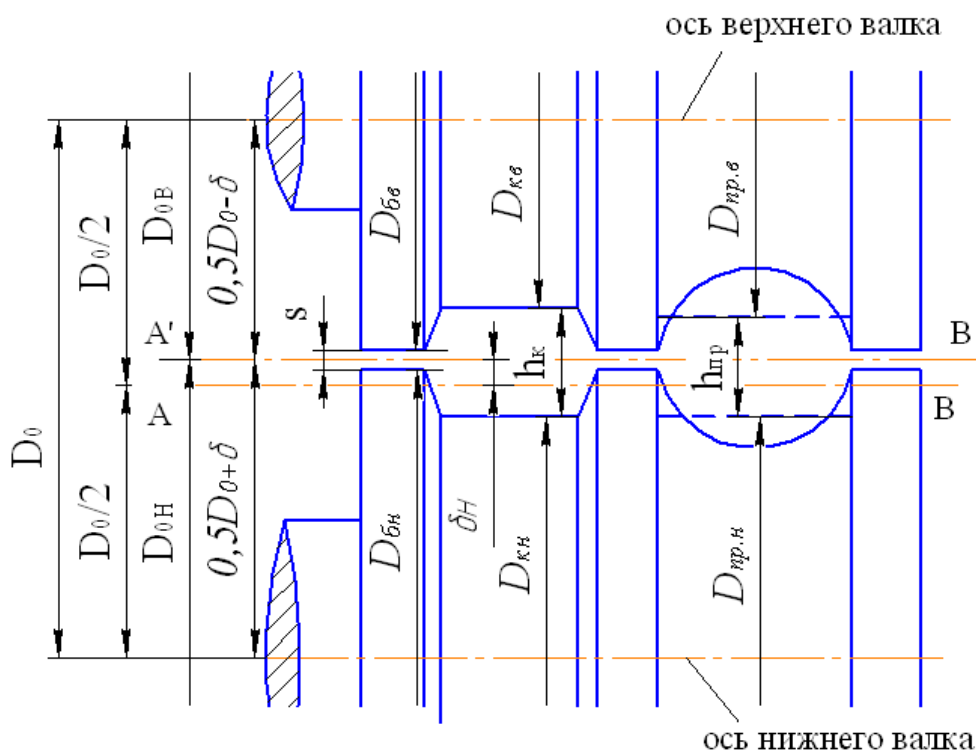 ось верхнего валка
D₀
D₀/2
D₀/2
D₀В
D₀Н
0,5D₀-δ
0,5D₀+δ
A'
A
s
Dбв
Dбн
Dкв
Dкн
hк
δН
Dпр.в
Dпр.н
hпр
В
В
ось нижнего валка